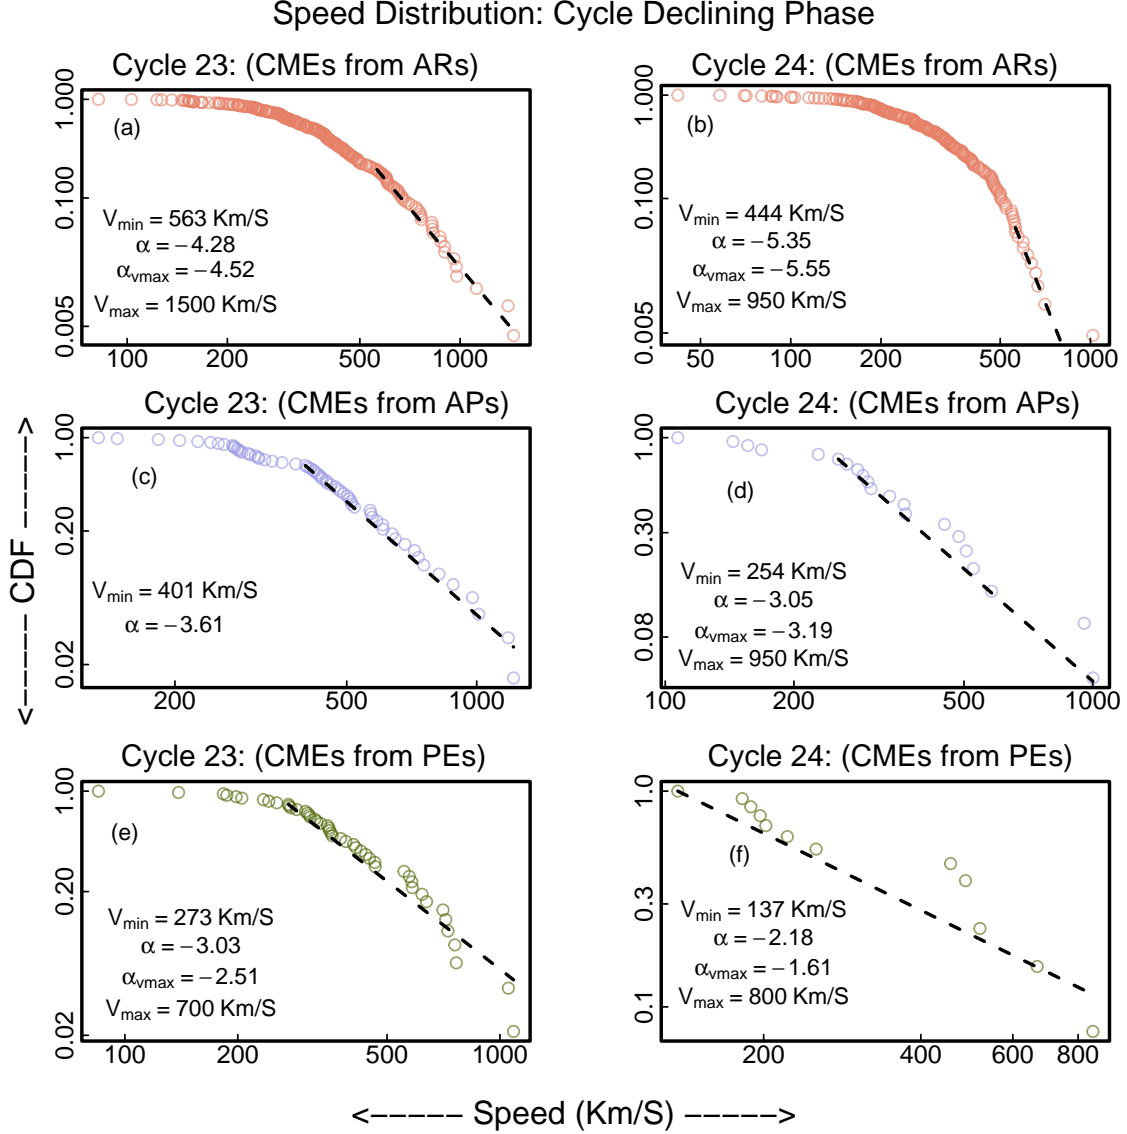 Speed Distribution: Cycle Declining Phase
Cycle 23: (CMEs from ARs)
1.000
0.100
0.005
(a)
Vmin = 563 Km/S
α = −4.28
αvmax = −4.52
Vmax = 1500 Km/S
100 200 500 1000
Cycle 24: (CMEs from ARs)
1.000
0.100
0.005
(b)
Vmin = 444 Km/S
α = −5.35
αvmax = −5.55
Vmax = 950 Km/S
50 100 200 500 1000
Cycle 23: (CMEs from APs)
1.00
0.20
0.02
(c)
Vmin = 401 Km/S
α = −3.61
200 500 1000
Cycle 24: (CMEs from APs)
1.00
0.30
0.08
(d)
Vmin = 254 Km/S
α = −3.05
αvmax = −3.19
Vmax = 950 Km/S
100 200 500 1000
Cycle 23: (CMEs from PEs)
1.00
0.20
0.02
(e)
Vmin = 273 Km/S
α = −3.03
αvmax = −2.51
Vmax = 700 Km/S
100 200 500 1000
Cycle 24: (CMEs from PEs)
1.0
0.3
0.1
(f)
Vmin = 137 Km/S
α = −2.18
αvmax = −1.61
Vmax = 800 Km/S
200 400 600 800
<−−−−− CDF −−−−−>
<−−−−− Speed (Km/S) −−−−−>